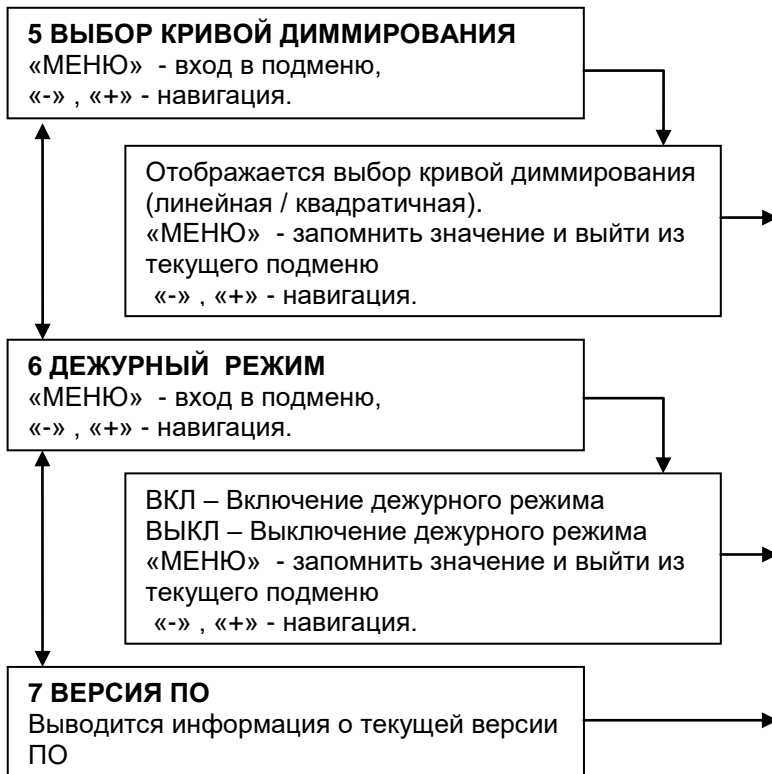 5 ВЫБОР КРИВОЙ ДИММИРОВАНИЯ
«МЕНЮ» - вход в подменю,
«-» , «+» - навигация.
Отображается выбор кривой диммирования
(линейная / квадратичная).
«МЕНЮ» - запомнить значение и выйти из
текущего подменю
«-» , «+» - навигация.
6 ДЕЖУРНЫЙ РЕЖИМ
«МЕНЮ» - вход в подменю,
«-» , «+» - навигация.
ВКЛ – Включение дежурного режима
ВЫКЛ – Выключение дежурного режима
«МЕНЮ» - запомнить значение и выйти из
текущего подменю
«-» , «+» - навигация.
7 ВЕРСИЯ ПО
Выводится информация о текущей версии
ПО